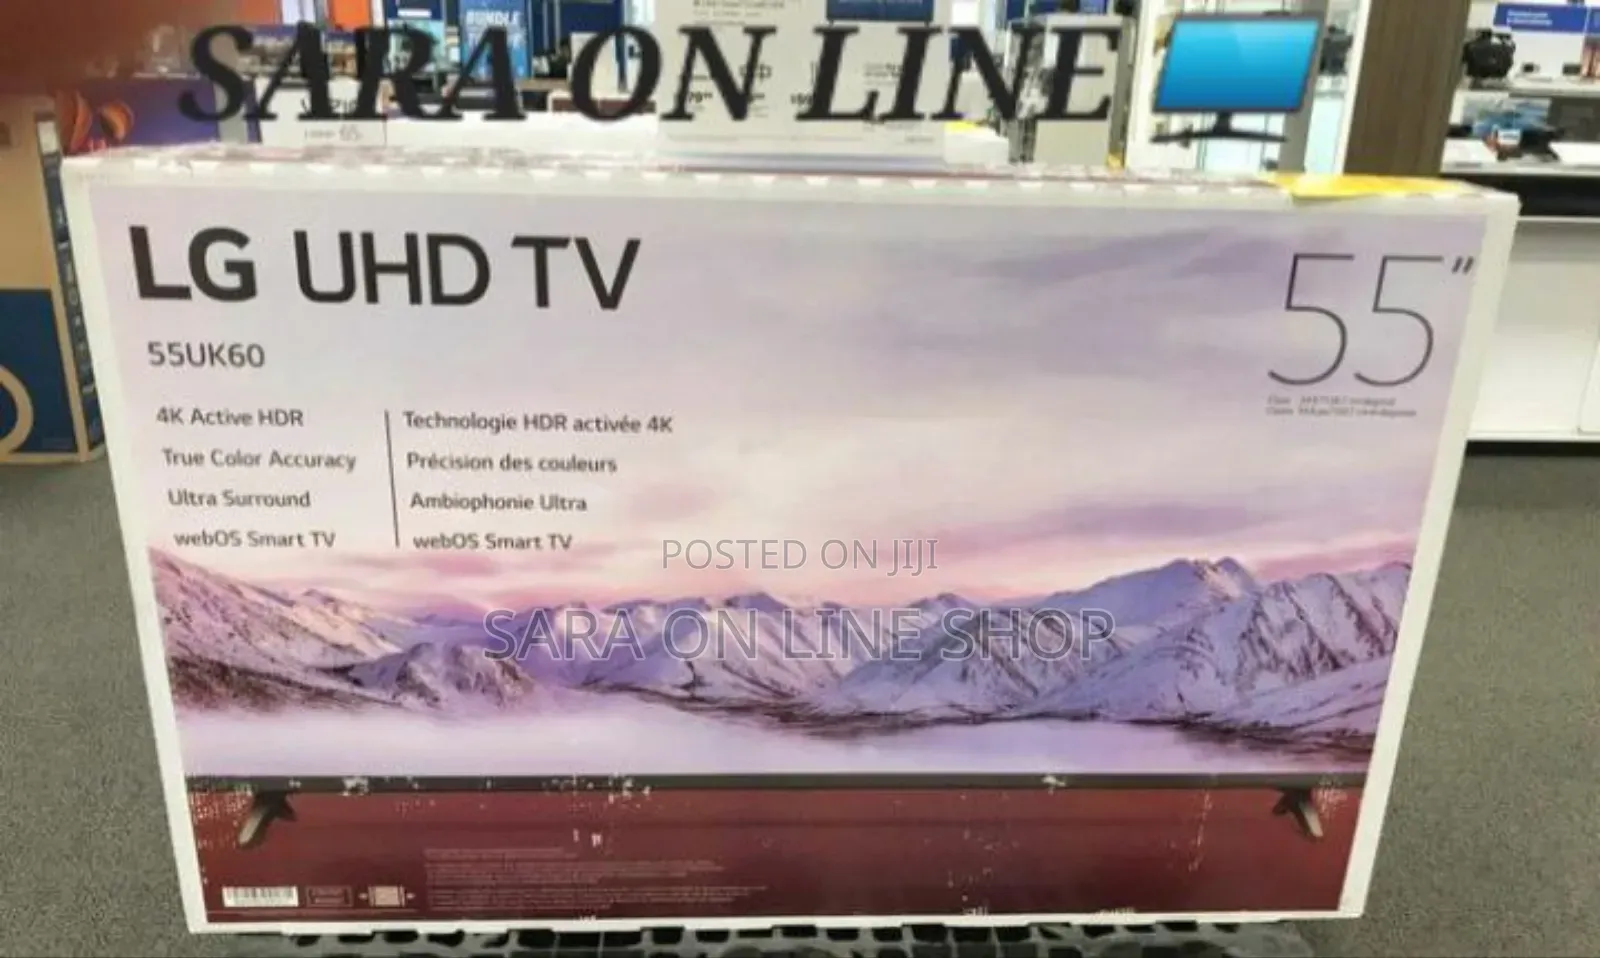 BUNDLE
SARA ON LINE
LG UHD TV
55"
55UK60
4K Active HDR
True Color Accuracy
Ultra Surround
webOS Smart TV
Technologie HDR activée 4K
Précision des couleurs
Ambiophonie Ultra
webOS Smart TV
POSTED ON JIJI
SARA ON LINE SHOP